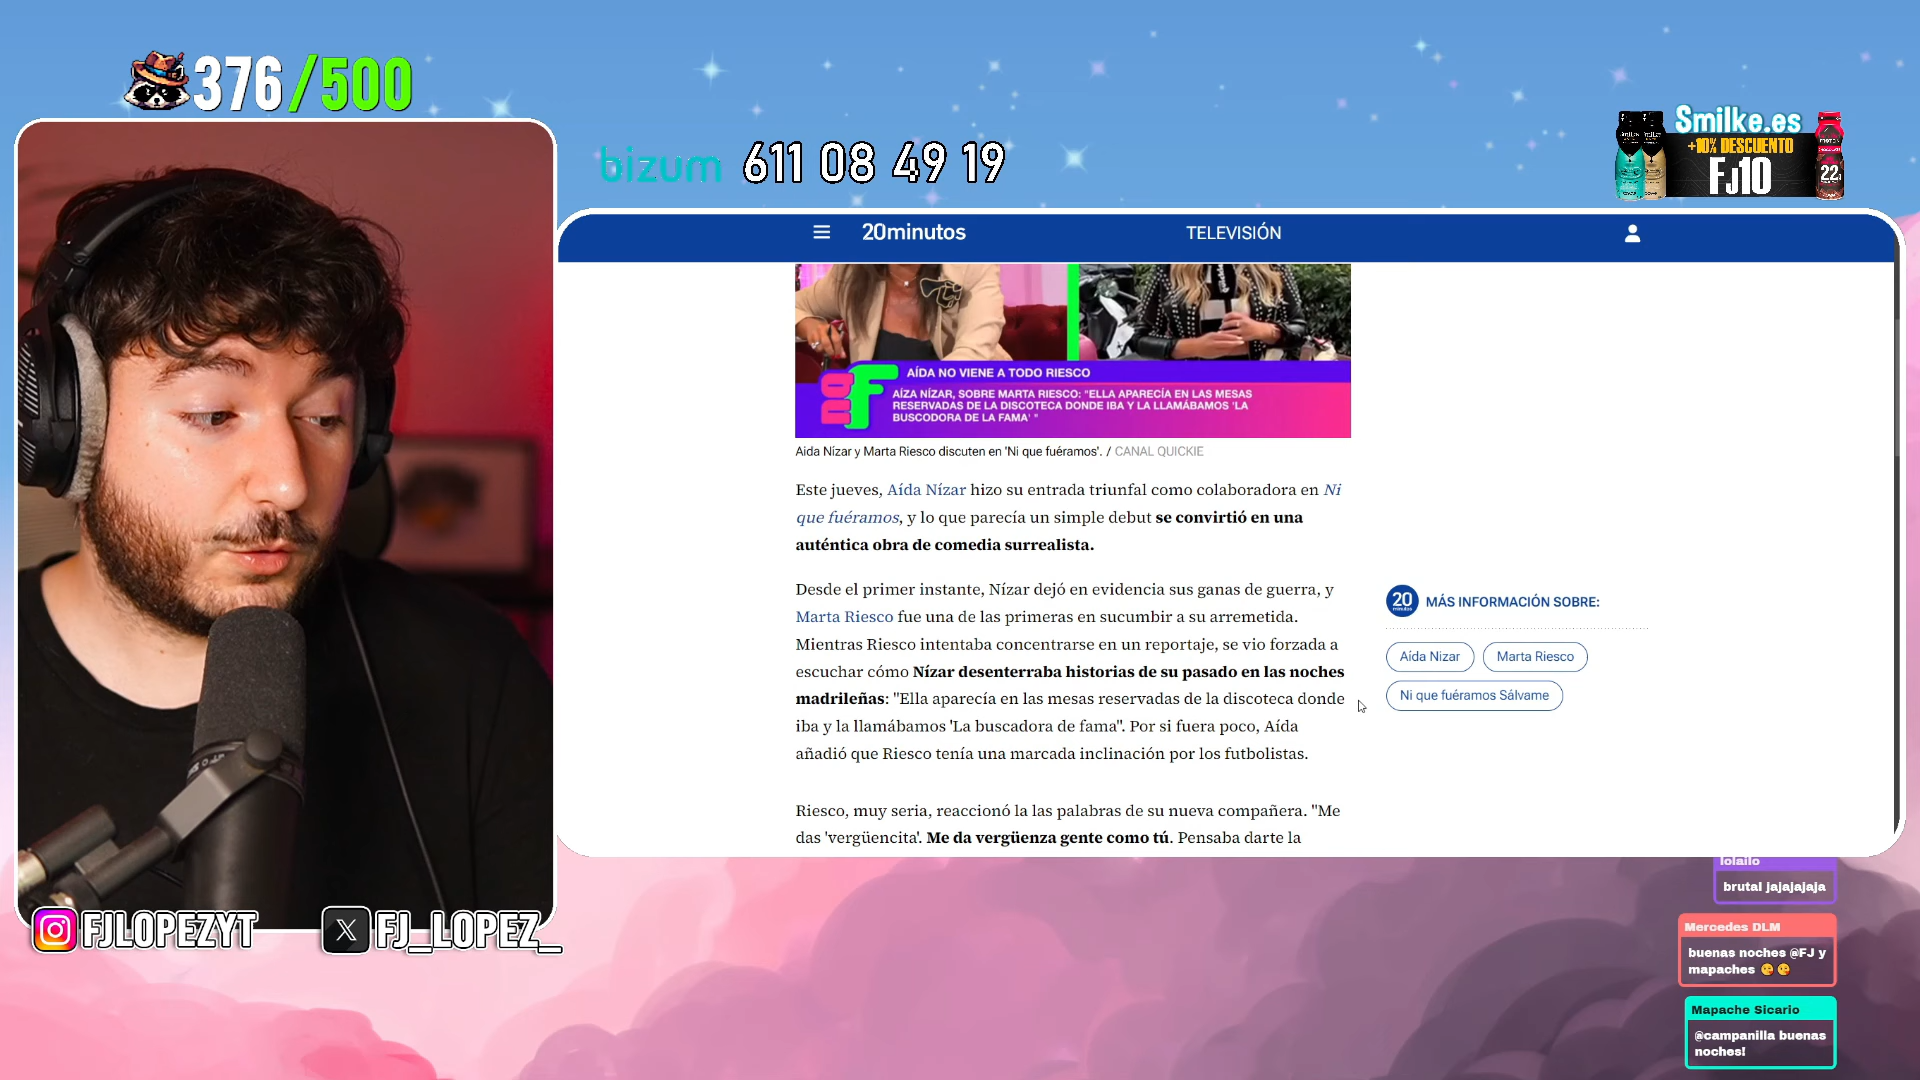 376/500
bizum 611 08 49 19
Smilke.es
+10% DESCUENTO
FJ10
22
20minutos
TELEVISIÓN
AÍDA NO VIENE A TODO RIESCO
AÍZA NÍZAR, SOBRE MARTA RIESCO: "ELLA APARECÍA EN LAS MESAS
RESERVADAS DE LA DISCOTECA DONDE IBA Y LA LLAMÁBAMOS 'LA
BUSCODORA DE LA FAMA' "
Aida Nízar y Marta Riesco discuten en 'Ni que fuéramos'. / CANAL QUICKIE
Este jueves, Aída Nízar hizo su entrada triunfal como colaboradora en Ni
que fuéramos, y lo que parecía un simple debut se convirtió en una
auténtica obra de comedia surrealista.
Desde el primer instante, Nízar dejó en evidencia sus ganas de guerra, y
Marta Riesco fue una de las primeras en sucumbir a su arremetida.
Mientras Riesco intentaba concentrarse en un reportaje, se vio forzada a
escuchar cómo Nízar desenterraba historias de su pasado en las noches
madrileñas: "Ella aparecía en las mesas reservadas de la discoteca donde
iba y la llamábamos 'La buscadora de fama". Por si fuera poco, Aída
añadió que Riesco tenía una marcada inclinación por los futbolistas.
Riesco, muy seria, reaccionó la las palabras de su nueva compañera. "Me
das 'vergüencita'. Me da vergüenza gente como tú. Pensaba darte la
20
minutos
MÁS INFORMACIÓN SOBRE:
Aída Nizar
Marta Riesco
Ni que fuéramos Sálvame
lolailo
brutal jajajajaja
Mercedes DLM
buenas noches @FJ y
mapaches
Mapache Sicario
@campanilla buenas
noches!
FJLOPEZYT
FJ_LOPEZ_